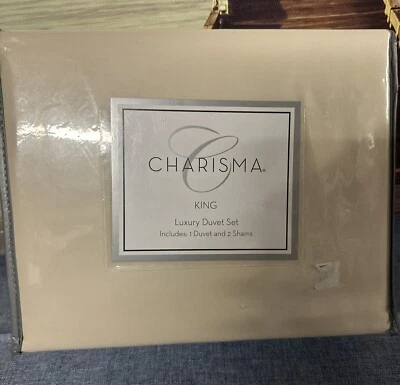 C
CHARISMA®
KING
Luxury Duvet Set
Includes: 1 Duvet and 2 Shams